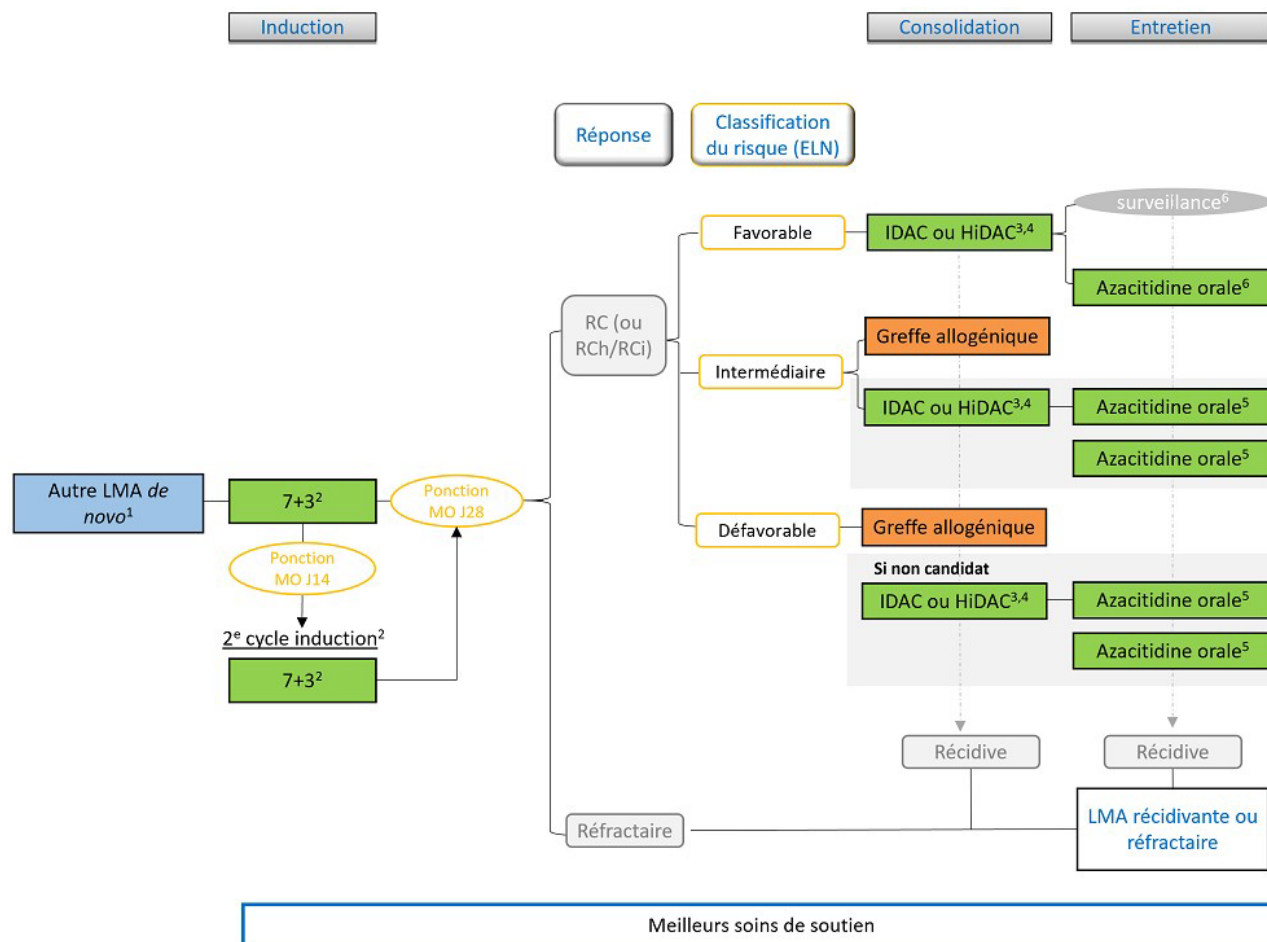 Induction
Consolidation
Entretien
Réponse
Classification
du risque (ELN)
surveillance⁶
Favorable
IDAC ou HiDAC³,⁴
Azacitidine orale⁶
RC (ou
RCh/RCi)
Greffe allogénique
Intermédiaire
IDAC ou HiDAC³,⁴
Azacitidine orale⁵
Azacitidine orale⁵
Autre LMA de
novo¹
7+3²
Ponction
MO J28
Défavorable
Greffe allogénique
Ponction
MO J14
Si non candidat
IDAC ou HiDAC³,⁴
Azacitidine orale⁵
2ᵉ cycle induction²
Azacitidine orale⁵
7+3²
Récidive
Récidive
LMA récidivante ou
réfractaire
Réfractaire
Meilleurs soins de soutien